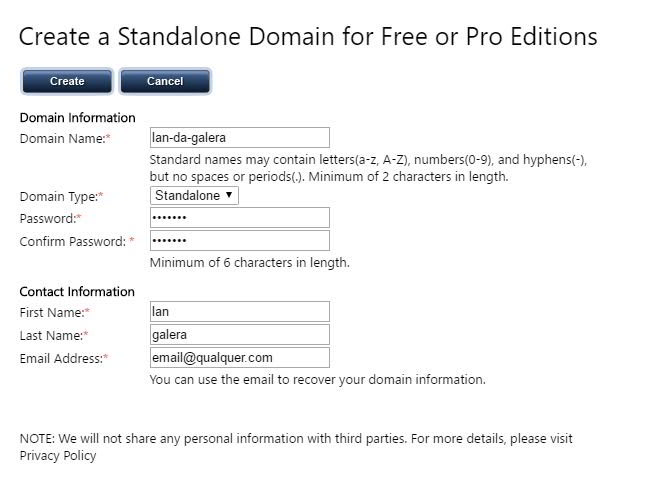 Create a Standalone Domain for Free or Pro Editions
Create Cancel
Domain Information
Domain Name:* lan-da-galera
Standard names may contain letters(a-z, A-Z), numbers(0-9), and hyphens(-),
but no spaces or periods(.). Minimum of 2 characters in length.
Domain Type:* Standalone ▼
Password:* •••••••
Confirm Password: * •••••••
Minimum of 6 characters in length.
Contact Information
First Name:* lan
Last Name:* galera
Email Address:* email@qualquer.com
You can use the email to recover your domain information.
NOTE: We will not share any personal information with third parties. For more details, please visit
Privacy Policy